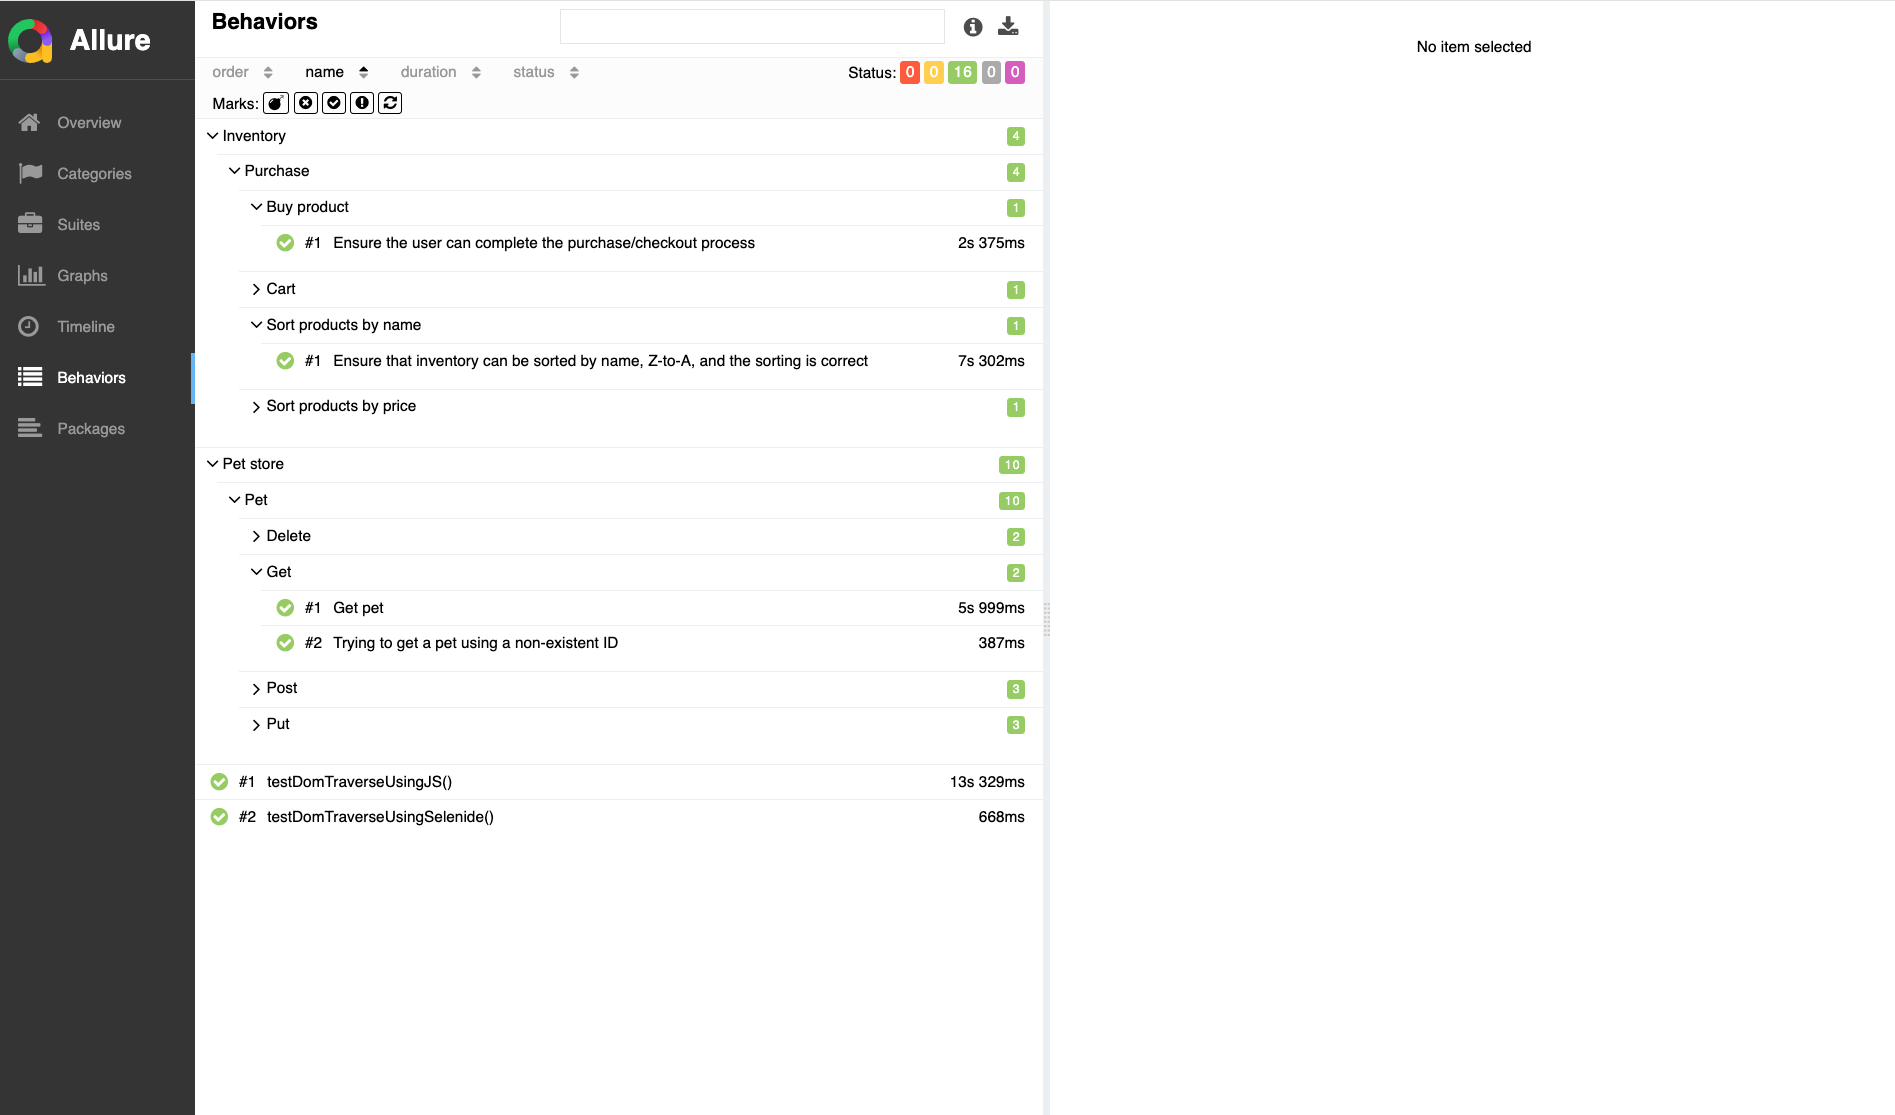 Allure
Overview
Categories
Suites
Graphs
Timeline
Behaviors
Packages
Behaviors
order name duration status Status: 0 0 16 0 0
Marks:
Inventory 4
Purchase 4
Buy product 1
#1 Ensure the user can complete the purchase/checkout process 2s 375ms
Cart 1
Sort products by name 1
#1 Ensure that inventory can be sorted by name, Z-to-A, and the sorting is correct 7s 302ms
Sort products by price 1
Pet store 10
Pet 10
Delete 2
Get 2
#1 Get pet 5s 999ms
#2 Trying to get a pet using a non-existent ID 387ms
Post 3
Put 3
#1 testDomTraverseUsingJS() 13s 329ms
#2 testDomTraverseUsingSelenide() 668ms
No item selected